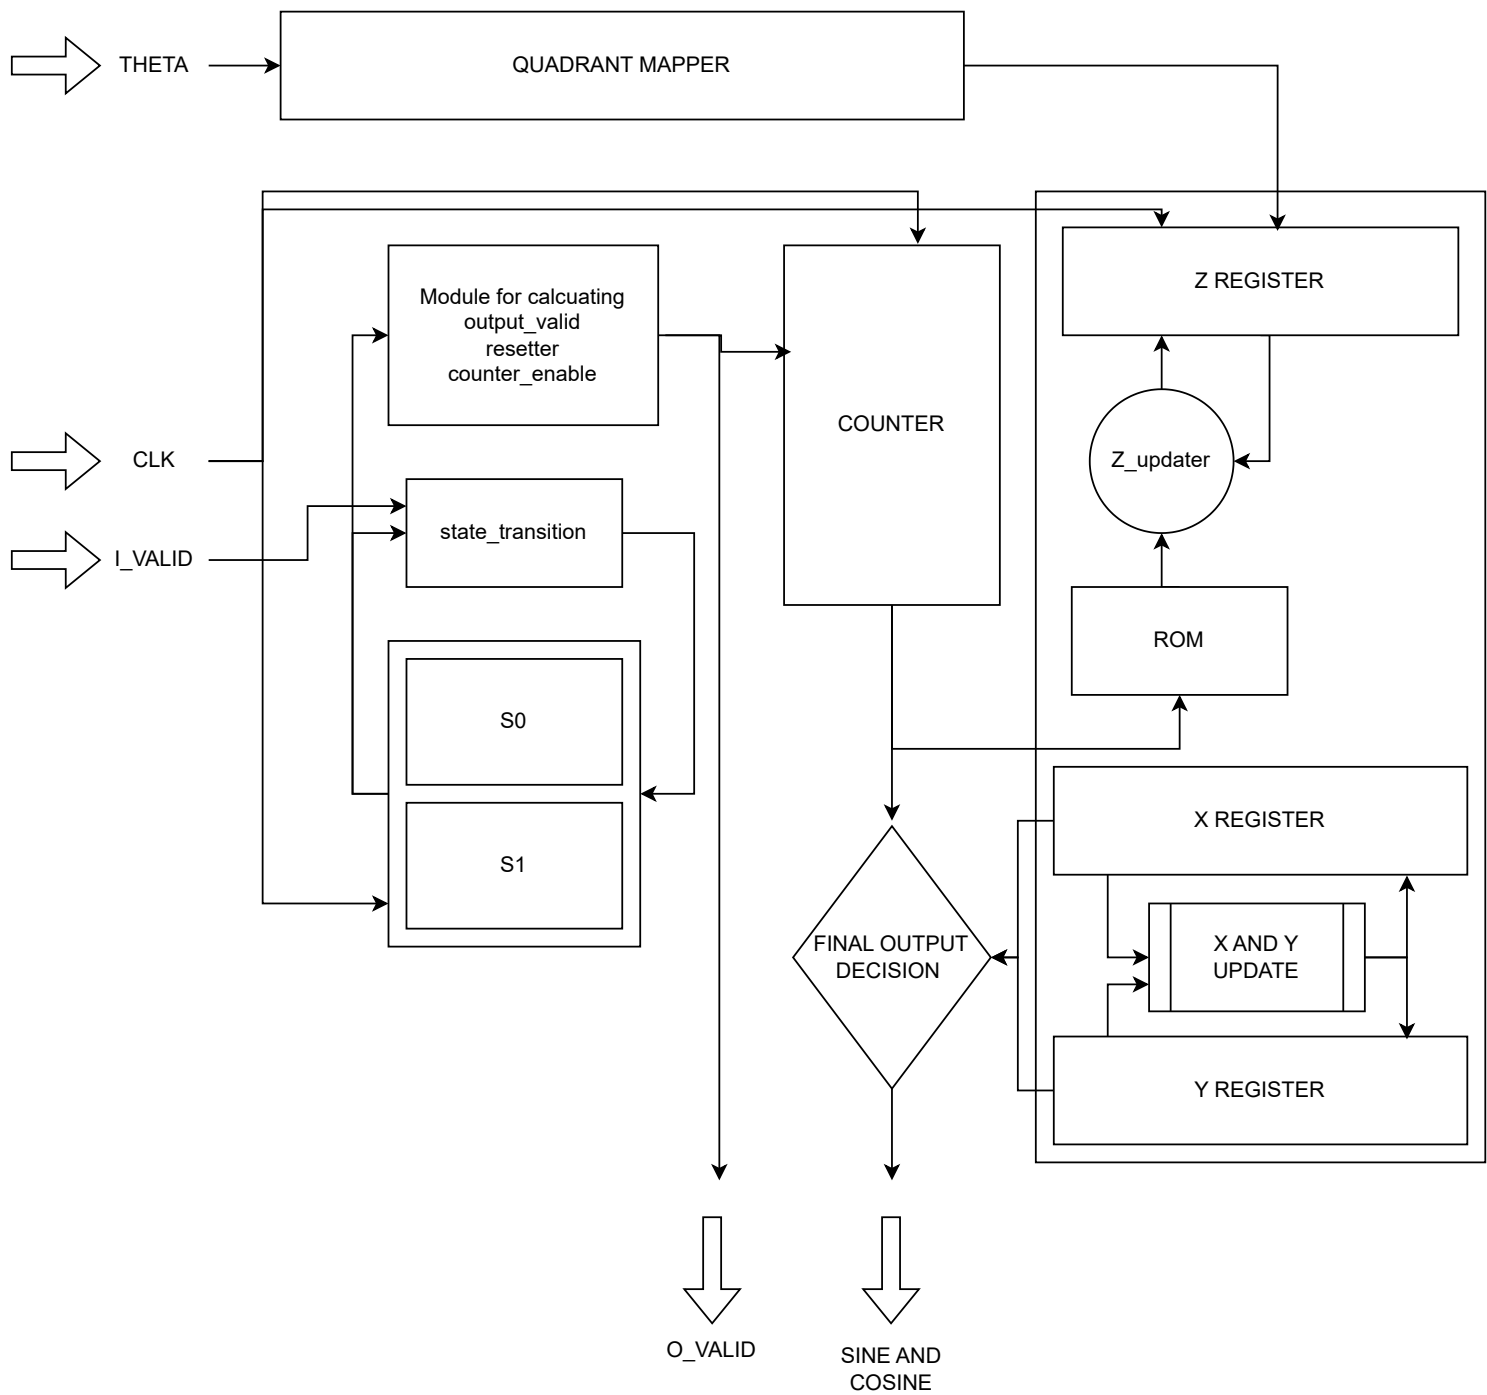 THETA
QUADRANT MAPPER
Z REGISTER
Module for calcuating
output_valid
resetter
counter_enable
COUNTER
CLK
Z_updater
I_VALID
state_transition
ROM
S0
S1
X REGISTER
FINAL OUTPUT
DECISION
X AND Y
UPDATE
Y REGISTER
O_VALID
SINE AND
COSINE